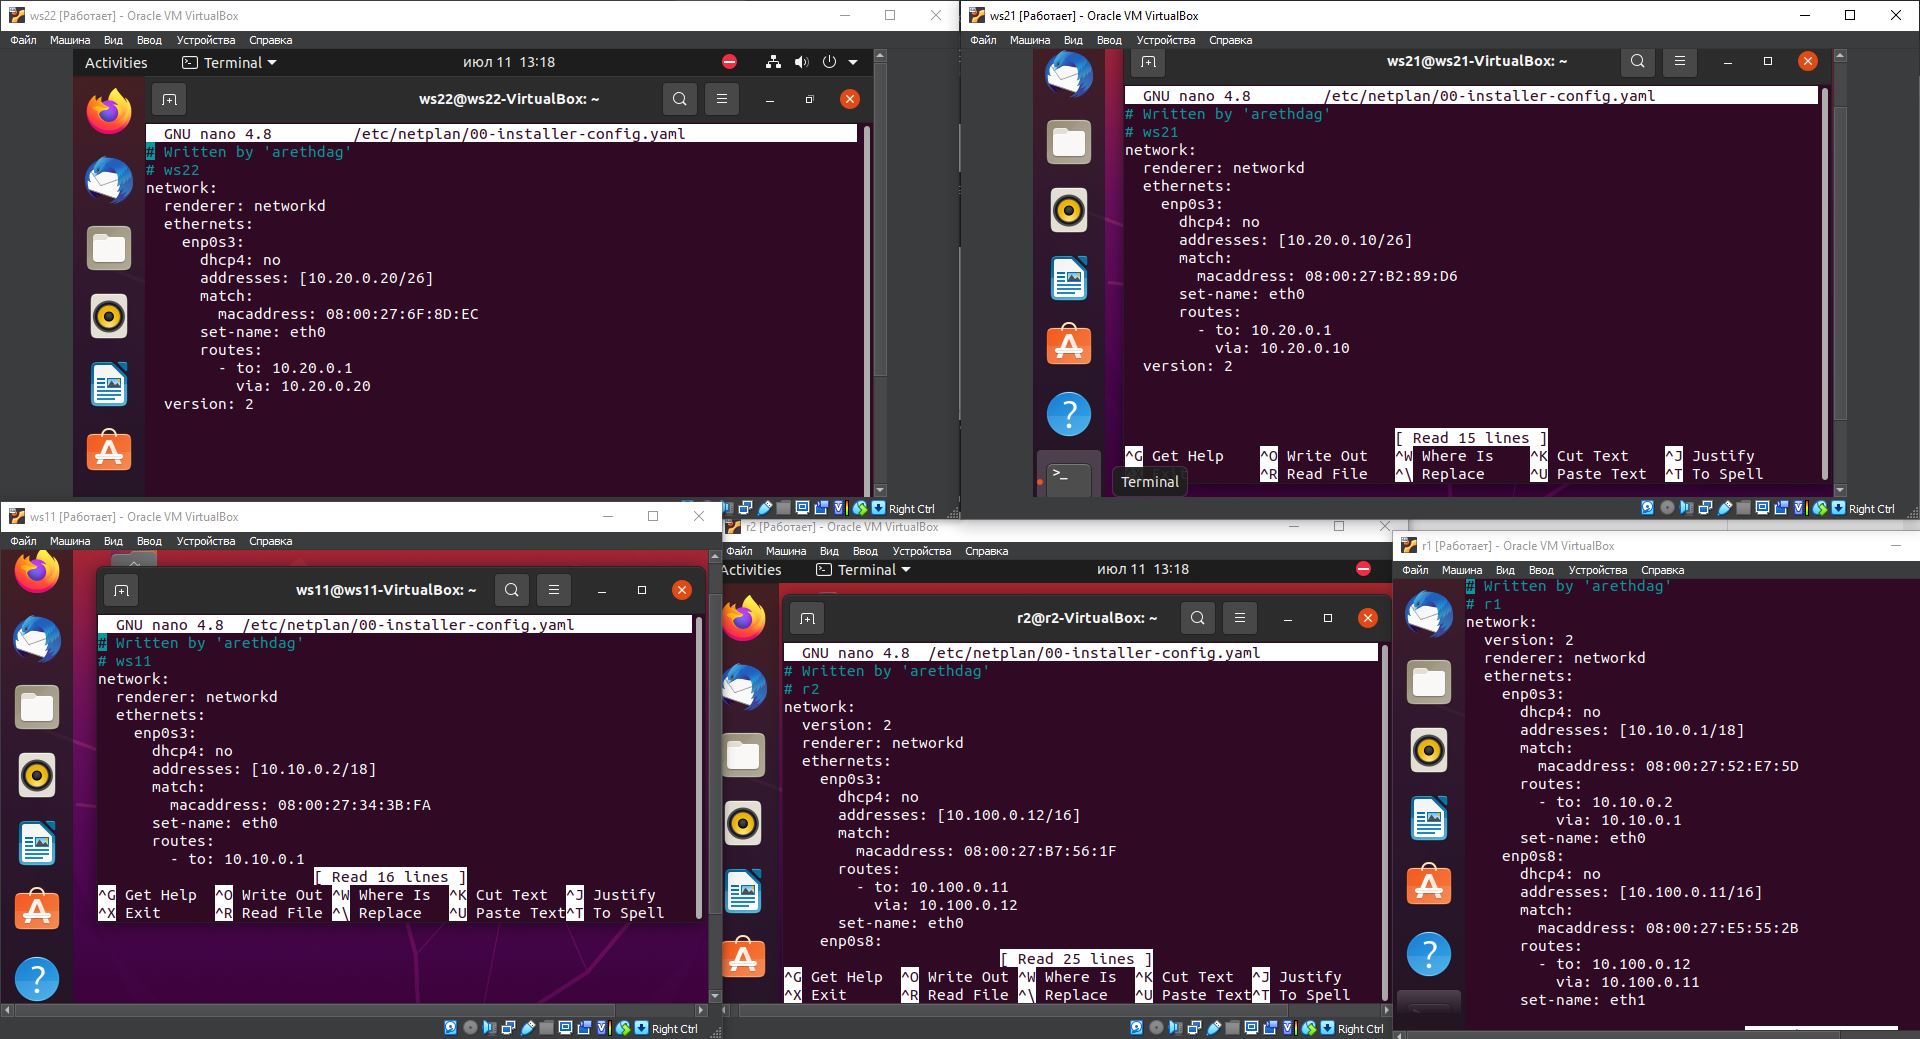 ws22 [Работает] - Oracle VM VirtualBox
Файл Машина Вид Ввод Устройства Справка
Activities Terminal июл 11 13:18
ws22@ws22-VirtualBox: ~
GNU nano 4.8 /etc/netplan/00-installer-config.yaml
# Written by 'arethdag'
# ws22
network:
  renderer: networkd
  ethernets:
    enp0s3:
      dhcp4: no
      addresses: [10.20.0.20/26]
      match:
        macaddress: 08:00:27:6F:8D:EC
      set-name: eth0
      routes:
        - to: 10.20.0.1
          via: 10.20.0.20
  version: 2
Right Ctrl
ws21 [Работает] - Oracle VM VirtualBox
Файл Машина Вид Ввод Устройства Справка
ws21@ws21-VirtualBox: ~
GNU nano 4.8 /etc/netplan/00-installer-config.yaml
# Written by 'arethdag'
# ws21
network:
  renderer: networkd
  ethernets:
    enp0s3:
      dhcp4: no
      addresses: [10.20.0.10/26]
      match:
        macaddress: 08:00:27:B2:89:D6
      set-name: eth0
      routes:
        - to: 10.20.0.1
          via: 10.20.0.10
  version: 2
[ Read 15 lines ]
^G Get Help ^O Write Out ^W Where Is ^K Cut Text ^J Justify
^R Read File ^\ Replace ^U Paste Text ^T To Spell
Terminal
Right Ctrl
ws11 [Работает] - Oracle VM VirtualBox
Файл Машина Вид Ввод Устройства Справка
ws11@ws11-VirtualBox: ~
GNU nano 4.8 /etc/netplan/00-installer-config.yaml
# Written by 'arethdag'
# ws11
network:
  renderer: networkd
  ethernets:
    enp0s3:
      dhcp4: no
      addresses: [10.10.0.2/18]
      match:
        macaddress: 08:00:27:34:3B:FA
      set-name: eth0
      routes:
        - to: 10.10.0.1
[ Read 16 lines ]
^G Get Help ^O Write Out ^W Where Is ^K Cut Text ^J Justify
^X Exit ^R Read File ^\ Replace ^U Paste Text ^T To Spell
Right Ctrl
r2 [Работает] - Oracle VM VirtualBox
Файл Машина Вид Ввод Устройства Справка
ctivities Terminal июл 11 13:18
r2@r2-VirtualBox: ~
GNU nano 4.8 /etc/netplan/00-installer-config.yaml
# Written by 'arethdag'
# r2
network:
  version: 2
  renderer: networkd
  ethernets:
    enp0s3:
      dhcp4: no
      addresses: [10.100.0.12/16]
      match:
        macaddress: 08:00:27:B7:56:1F
      routes:
        - to: 10.100.0.11
          via: 10.100.0.12
      set-name: eth0
    enp0s8:
[ Read 25 lines ]
^G Get Help ^O Write Out ^W Where Is ^K Cut Text ^J Justify
^X Exit ^R Read File ^\ Replace ^U Paste Text ^T To Spell
Right Ctrl
r1 [Работает] - Oracle VM VirtualBox
Файл Машина Вид Ввод Устройства Справка
# Written by 'arethdag'
# r1
network:
  version: 2
  renderer: networkd
  ethernets:
    enp0s3:
      dhcp4: no
      addresses: [10.10.0.1/18]
      match:
        macaddress: 08:00:27:52:E7:5D
      routes:
        - to: 10.10.0.2
          via: 10.10.0.1
      set-name: eth0
    enp0s8:
      dhcp4: no
      addresses: [10.100.0.11/16]
      match:
        macaddress: 08:00:27:E5:55:2B
      routes:
        - to: 10.100.0.12
          via: 10.100.0.11
      set-name: eth1